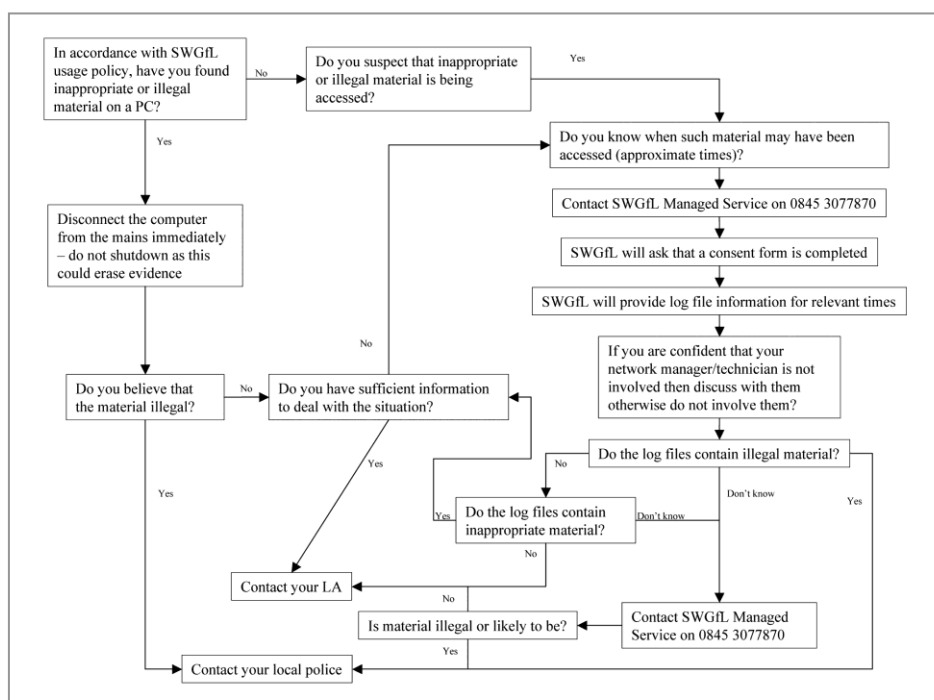 In accordance with SWGfL
usage policy, have you found
inappropriate or illegal
material on a PC?
No
Do you suspect that inappropriate
or illegal material is being
accessed?
Yes
Yes
Do you know when such material may have been
accessed (approximate times)?
Contact SWGfL Managed Service on 0845 3077870
Disconnect the computer
from the mains immediately
– do not shutdown as this
could erase evidence
SWGfL will ask that a consent form is completed
SWGfL will provide log file information for relevant times
No
If you are confident that your
network manager/technician is not
involved then discuss with them
otherwise do not involve them?
Do you believe that
the material illegal?
No
Do you have sufficient information
to deal with the situation?
Do the log files contain illegal material?
Yes
Yes
No
Don't know
Yes
Yes
Do the log files contain
inappropriate material?
Don't know
No
Contact your LA
No
Is material illegal or likely to be?
Contact SWGfL Managed
Service on 0845 3077870
Yes
Contact your local police